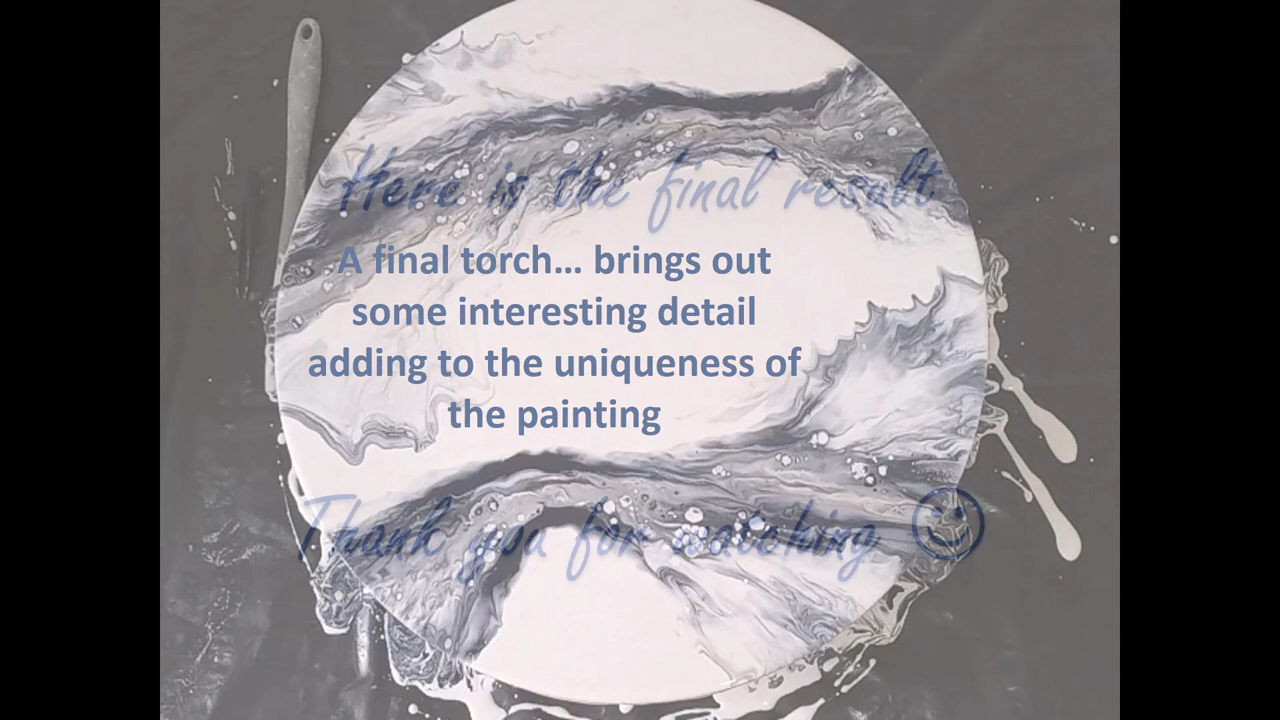 Here is the final result
A final torch... brings out
some interesting detail
adding to the uniqueness of
the painting
Thank you for watching ☺